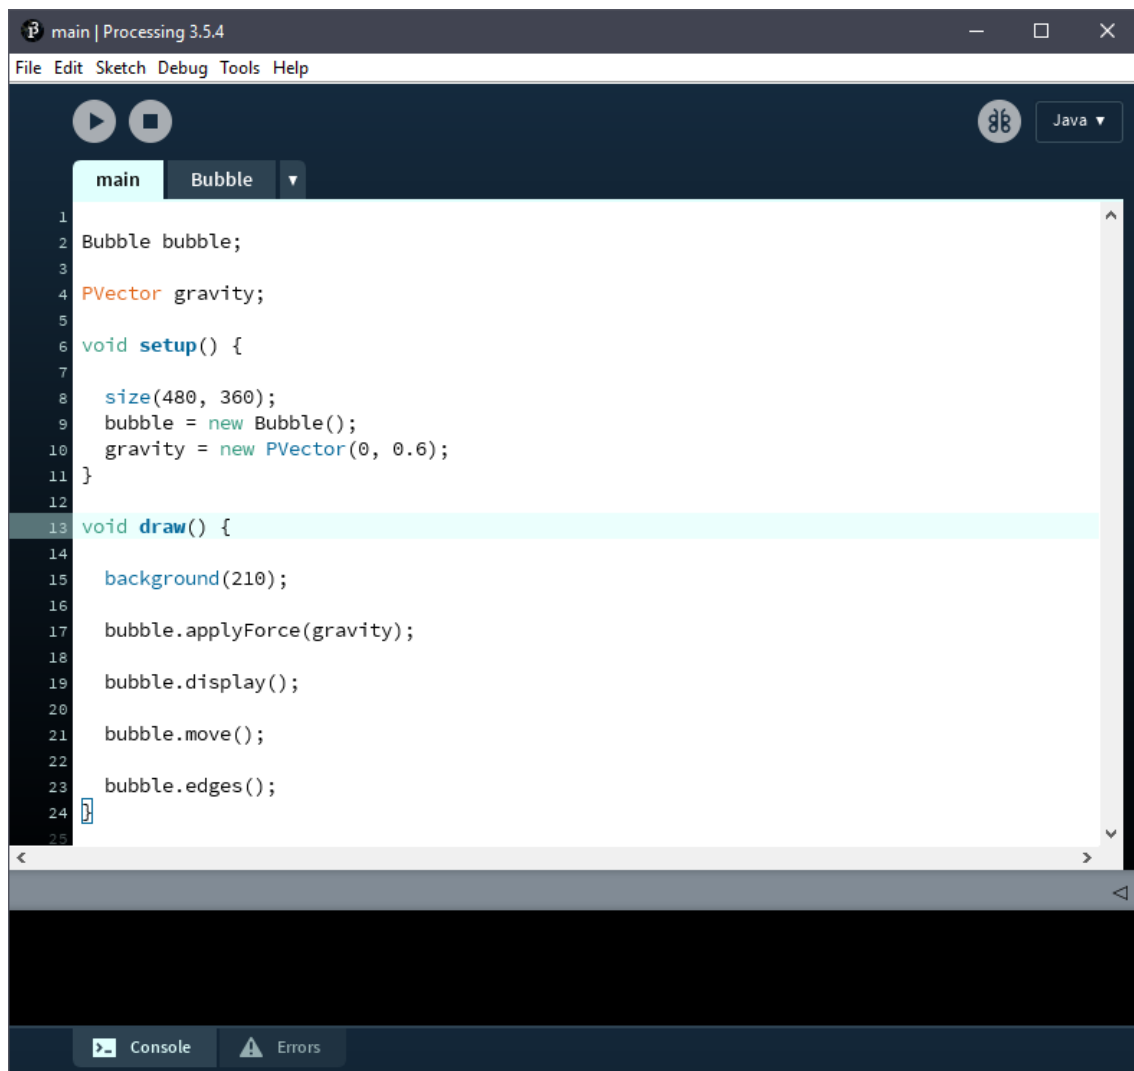 main | Processing 3.5.4
File Edit Sketch Debug Tools Help
Java ▼
main Bubble ▼
1
2 Bubble bubble;
3
4 PVector gravity;
5
6 void setup() {
7
8 size(480, 360);
9 bubble = new Bubble();
10 gravity = new PVector(0, 0.6);
11 }
12
13 void draw() {
14
15 background(210);
16
17 bubble.applyForce(gravity);
18
19 bubble.display();
20
21 bubble.move();
22
23 bubble.edges();
24 }
25
Console Errors